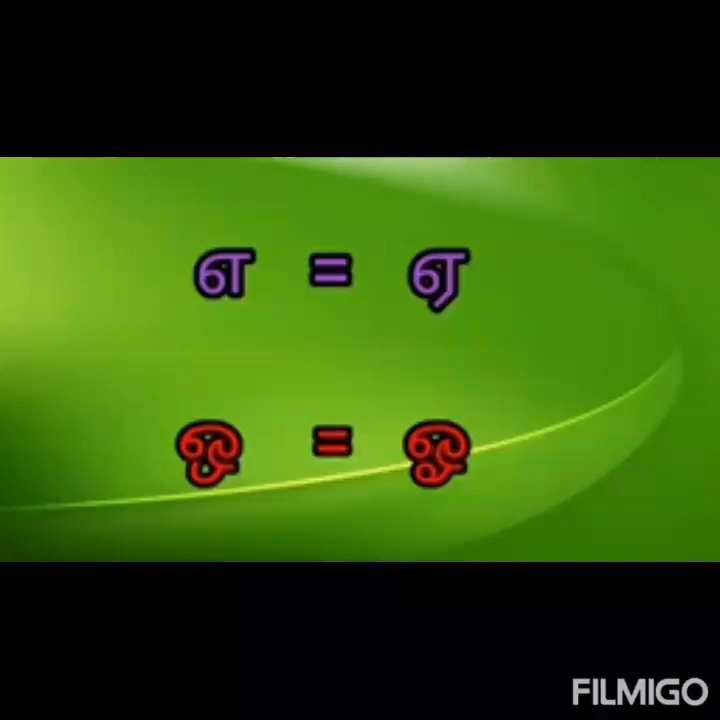 எ = ஏ
ஒ = ஓ
FILMIGO